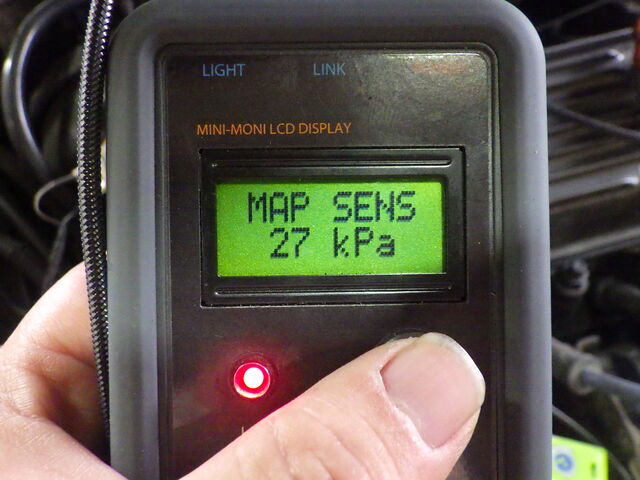 LIGHT LINK
MINI-MONI LCD DISPLAY
MAP SENS
27 kPa